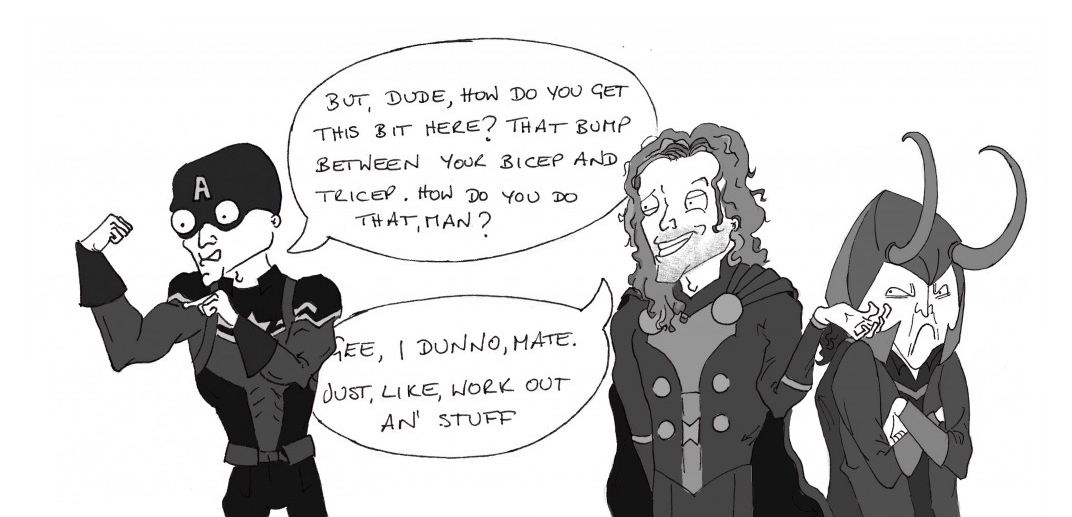 A
BUT, DUDE, HOW DO YOU GET
THIS BIT HERE? THAT BUMP
BETWEEN YOUR BICEP AND
TRICEP. HOW DO YOU DO
THAT, MAN?
GEE, I DUNNO, MATE.
JUST, LIKE, WORK OUT
AN' STUFF